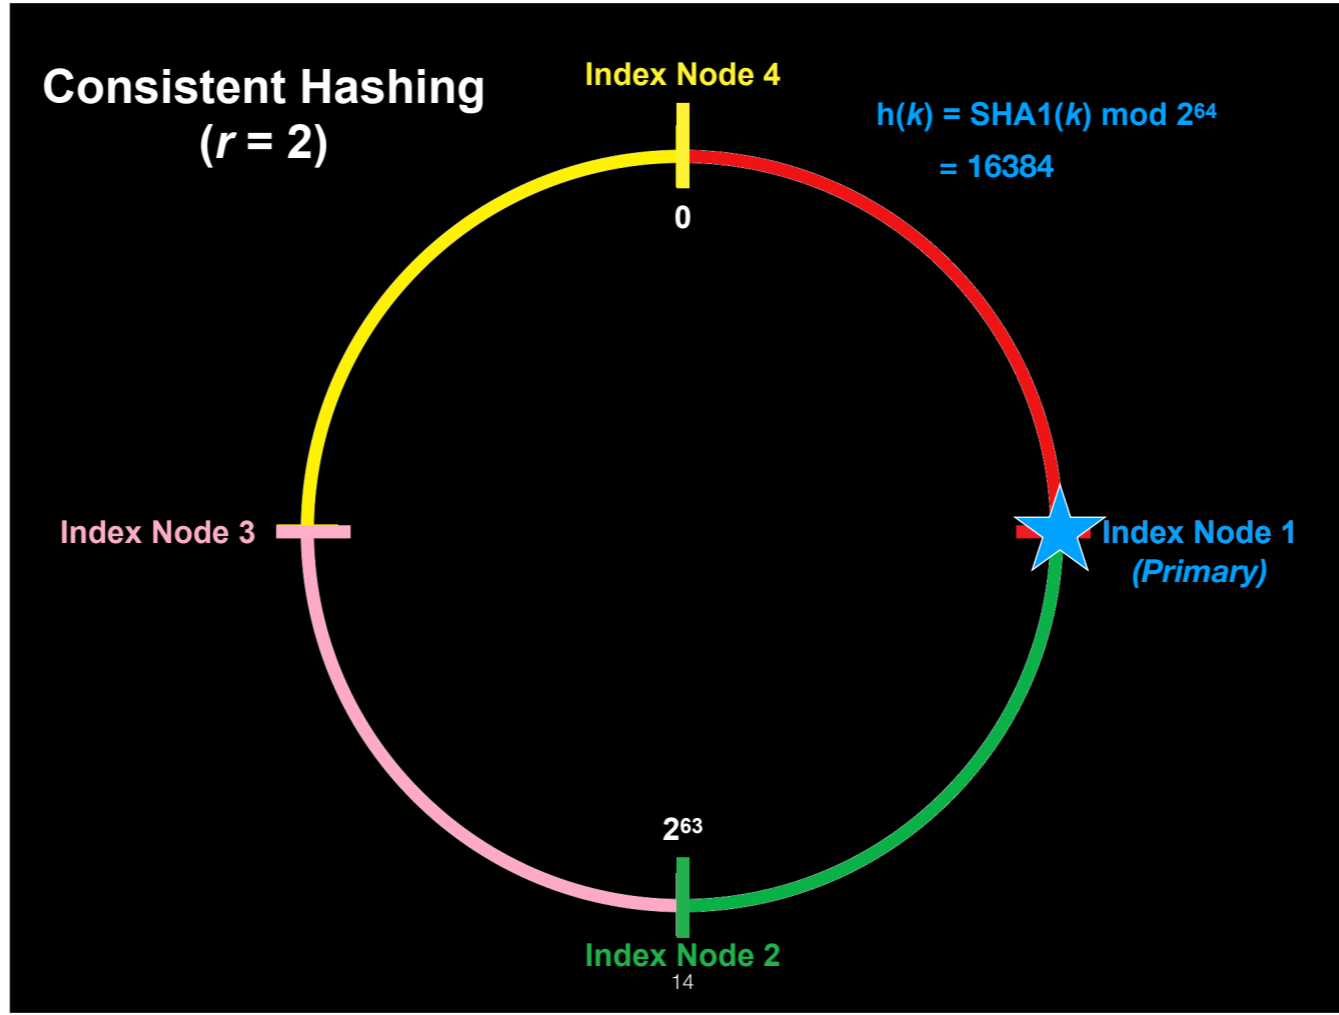 Consistent Hashing
(r = 2)
Index Node 4
h(k) = SHA1(k) mod 2⁶⁴
= 16384
0
Index Node 3
Index Node 1
(Primary)
2⁶³
Index Node 2
14